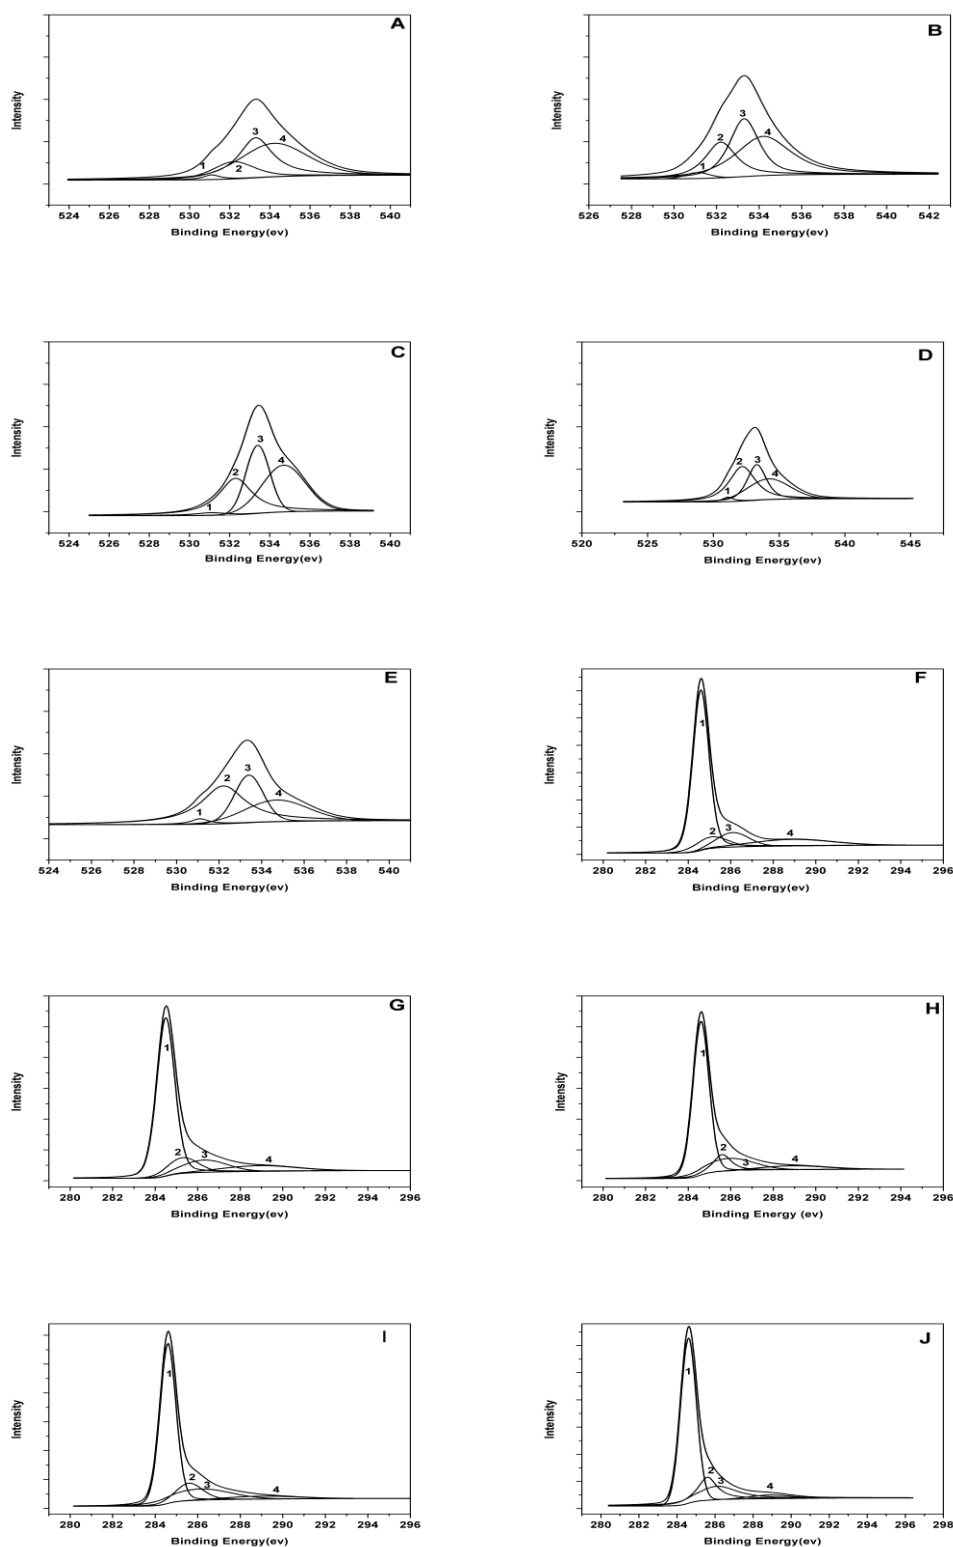 A
Intensity
1
2
3
4
524 526 528 530 532 534 536 538 540
Binding Energy(ev)
B
Intensity
1
2
3
4
526 528 530 532 534 536 538 540 542
Binding Energy(ev)
C
Intensity
1
2
3
4
524 526 528 530 532 534 536 538 540
Binding Energy(ev)
D
Intensity
1
2
3
4
520 525 530 535 540 545
Binding Energy(ev)
E
Intensity
1
2
3
4
524 526 528 530 532 534 536 538 540
Binding Energy(ev)
F
Intensity
1
2
3
4
280 282 284 286 288 290 292 294 296
Binding Energy(ev)
G
Intensity
1
2
3
4
280 282 284 286 288 290 292 294 296
Binding Energy(ev)
H
Intensity
1
2
3
4
280 282 284 286 288 290 292 294 296
Binding Energy (ev)
I
Intensity
1
2
3
4
280 282 284 286 288 290 292 294 296
Binding Energy(ev)
J
Intensity
1
2
3
4
280 282 284 286 288 290 292 294 296 298
Binding Energy(ev)